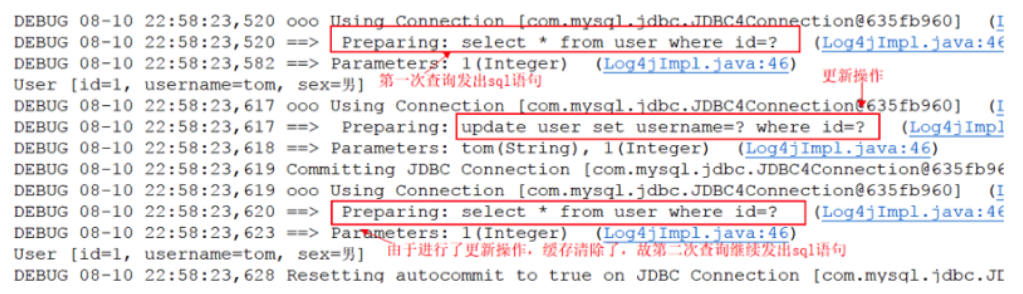 DEBUG 08-10 22:58:23,520 ooo Using Connection [com.mysql.jdbc.JDBC4Connection@635fb960] (
DEBUG 08-10 22:58:23,520 ==> Preparing: select * from user where id=? (Log4jImpl.java:46
DEBUG 08-10 22:58:23,582 ==> Parameters: 1(Integer) (Log4jImpl.java:46)
第一次查询发出sql语句
更新操作
User [id=1, username=tom, sex=男]
DEBUG 08-10 22:58:23,617 ooo Using Connection [com.mysql.jdbc.JDBC4Connection@635fb960] (
DEBUG 08-10 22:58:23,617 ==> Preparing: update user set username=? where id=? (Log4jImpl
DEBUG 08-10 22:58:23,618 ==> Parameters: tom(String), 1(Integer) (Log4jImpl.java:46)
DEBUG 08-10 22:58:23,619 Committing JDBC Connection [com.mysql.jdbc.JDBC4Connection@635fb96
DEBUG 08-10 22:58:23,619 ooo Using Connection [com.mysql.jdbc.JDBC4Connection@635fb960] (
DEBUG 08-10 22:58:23,620 ==> Preparing: select * from user where id=? (Log4jImpl.java:46
DEBUG 08-10 22:58:23,623 ==> Parameters: 1(Integer) (Log4jImpl.java:46)
由于进行了更新操作，缓存清除了，故第二次查询继续发出sql语句
User [id=1, username=tom, sex=男]
DEBUG 08-10 22:58:23,628 Resetting autocommit to true on JDBC Connection [com.mysql.jdbc.JD